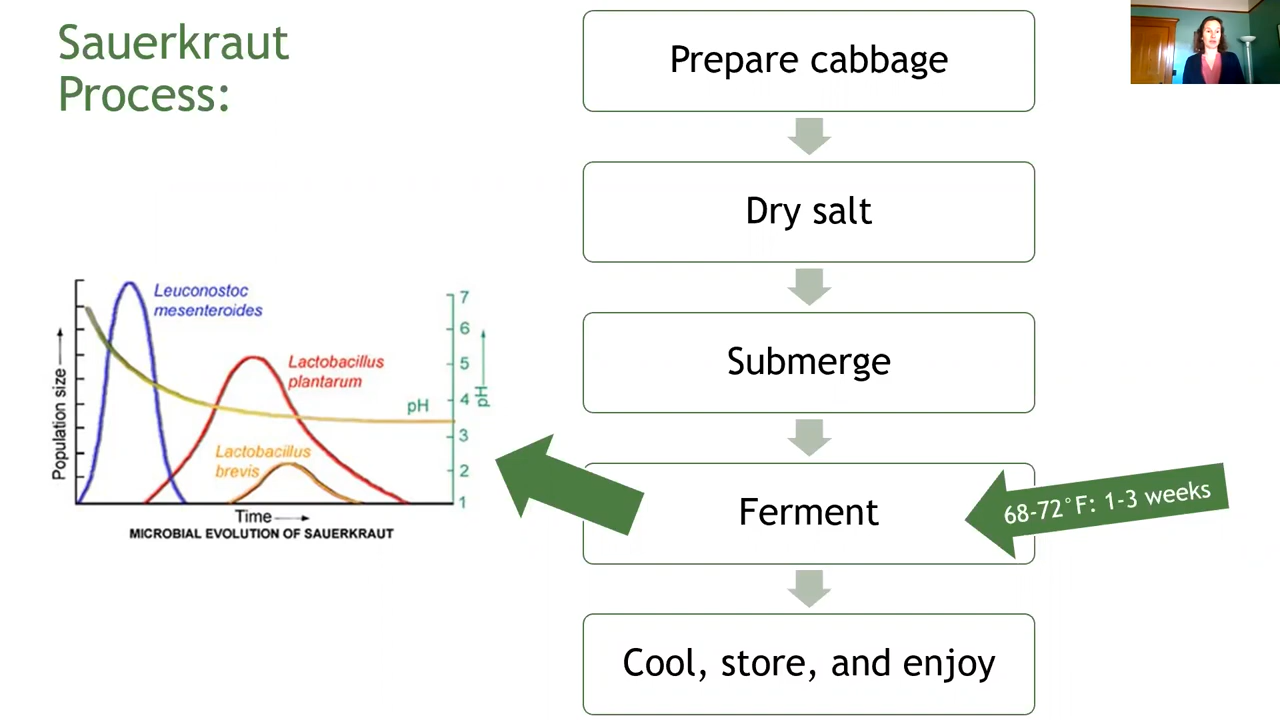 Sauerkraut
Process:
Prepare cabbage
Dry salt
Submerge
Ferment
68-72°F: 1-3 weeks
Cool, store, and enjoy
Leuconostoc
mesenteroides
Lactobacillus
plantarum
Lactobacillus
brevis
pH
Population size
7
6
5
4
3
2
1
pH
Time
MICROBIAL EVOLUTION OF SAUERKRAUT